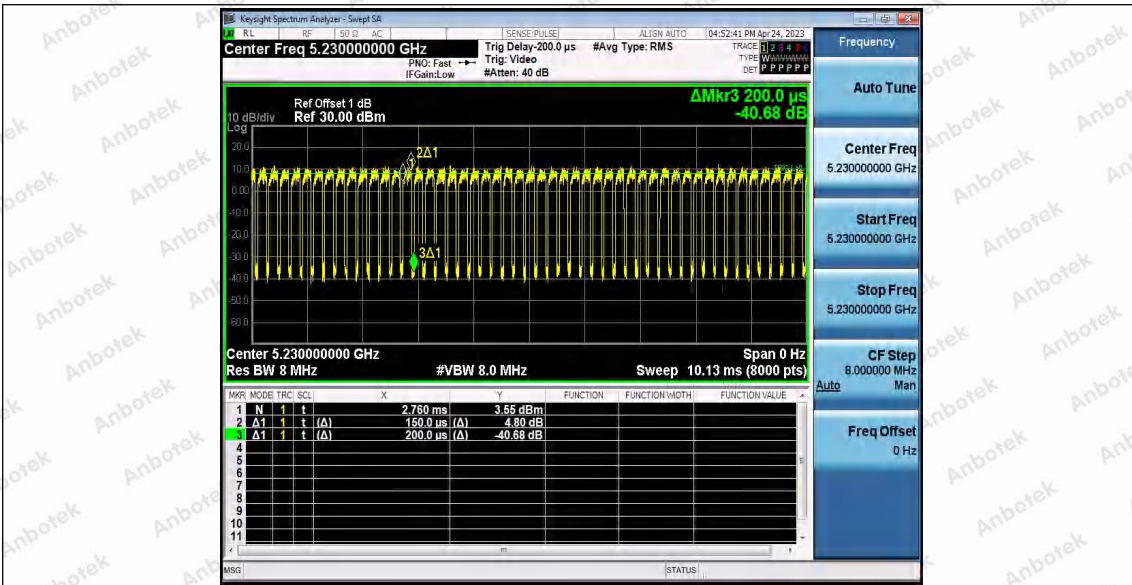 Keysight Spectrum Analyzer - Swept SA
RL RF 50 Ω AC SENSE:PULSE ALIGN AUTO 04:52:41 PM Apr 24, 2023
Center Freq 5.230000000 GHz
PNO: Fast
IFGain:Low
Trig Delay-200.0 µs
Trig: Video
#Atten: 40 dB
#Avg Type: RMS
TRACE 1 2 3 4 5 6
TYPE
DET P P P P P P
Ref Offset 1 dB
Ref 30.00 dBm
10 dB/div
Log
ΔMkr3 200.0 µs
-40.68 dB
20.0
10.0
0.00
-10.0
-20.0
-30.0
-40.0
-50.0
-60.0
2Δ1
3Δ1
Center 5.230000000 GHz Span 0 Hz
Res BW 8 MHz #VBW 8.0 MHz Sweep 10.13 ms (8000 pts)
MKR MODE TRC SCL X Y FUNCTION FUNCTION WIDTH FUNCTION VALUE
1 N 1 t 2.760 ms 3.55 dBm
2 Δ1 1 t (Δ) 150.0 µs (Δ) 4.80 dB
3 Δ1 1 t (Δ) 200.0 µs (Δ) -40.68 dB
4
5
6
7
8
9
10
11
MSG STATUS
Frequency
Auto Tune
Center Freq
5.230000000 GHz
Start Freq
5.230000000 GHz
Stop Freq
5.230000000 GHz
CF Step
8.000000 MHz
Auto Man
Freq Offset
0 Hz
Anbotek